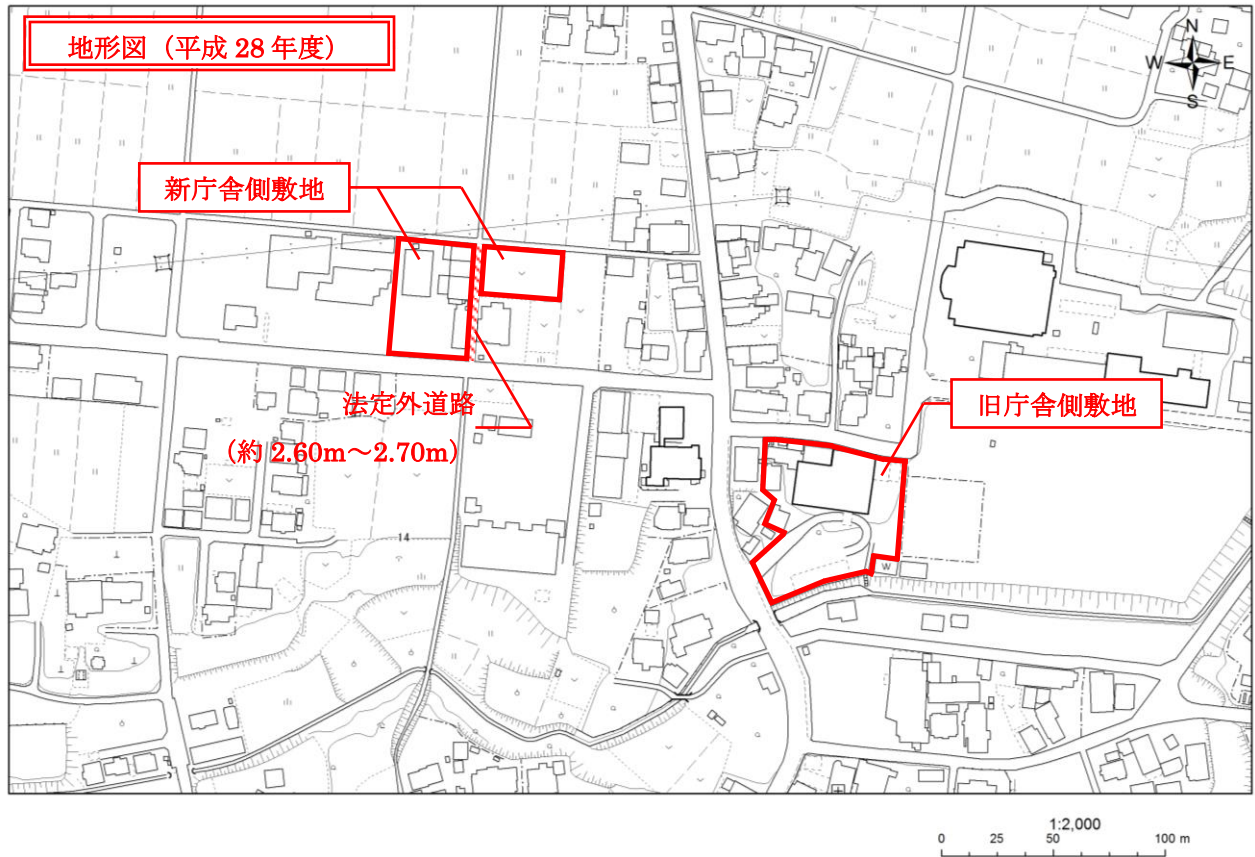 地形図（平成 28 年度）
N
W
E
S
新庁舎側敷地
法定外道路
（約 2.60m～2.70m）
旧庁舎側敷地
14
W
1:2,000
0 25 50 100 m